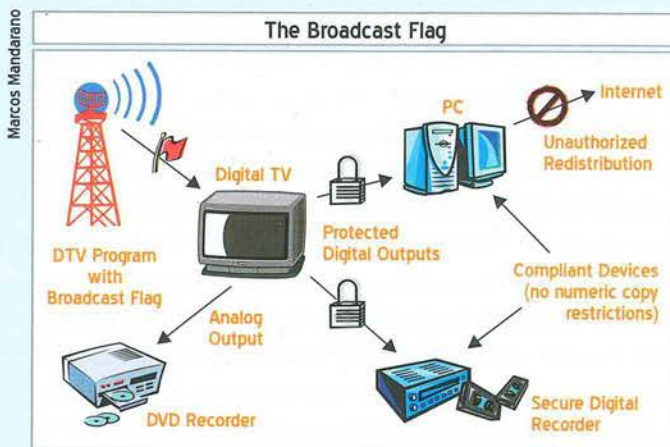 Marcos Mandarano
The Broadcast Flag
PC
Internet
Unauthorized
Redistribution
Digital TV
Protected
Digital Outputs
DTV Program
with
Broadcast Flag
Compliant Devices
(no numeric copy
restrictions)
Analog
Output
DVD Recorder
Secure Digital
Recorder